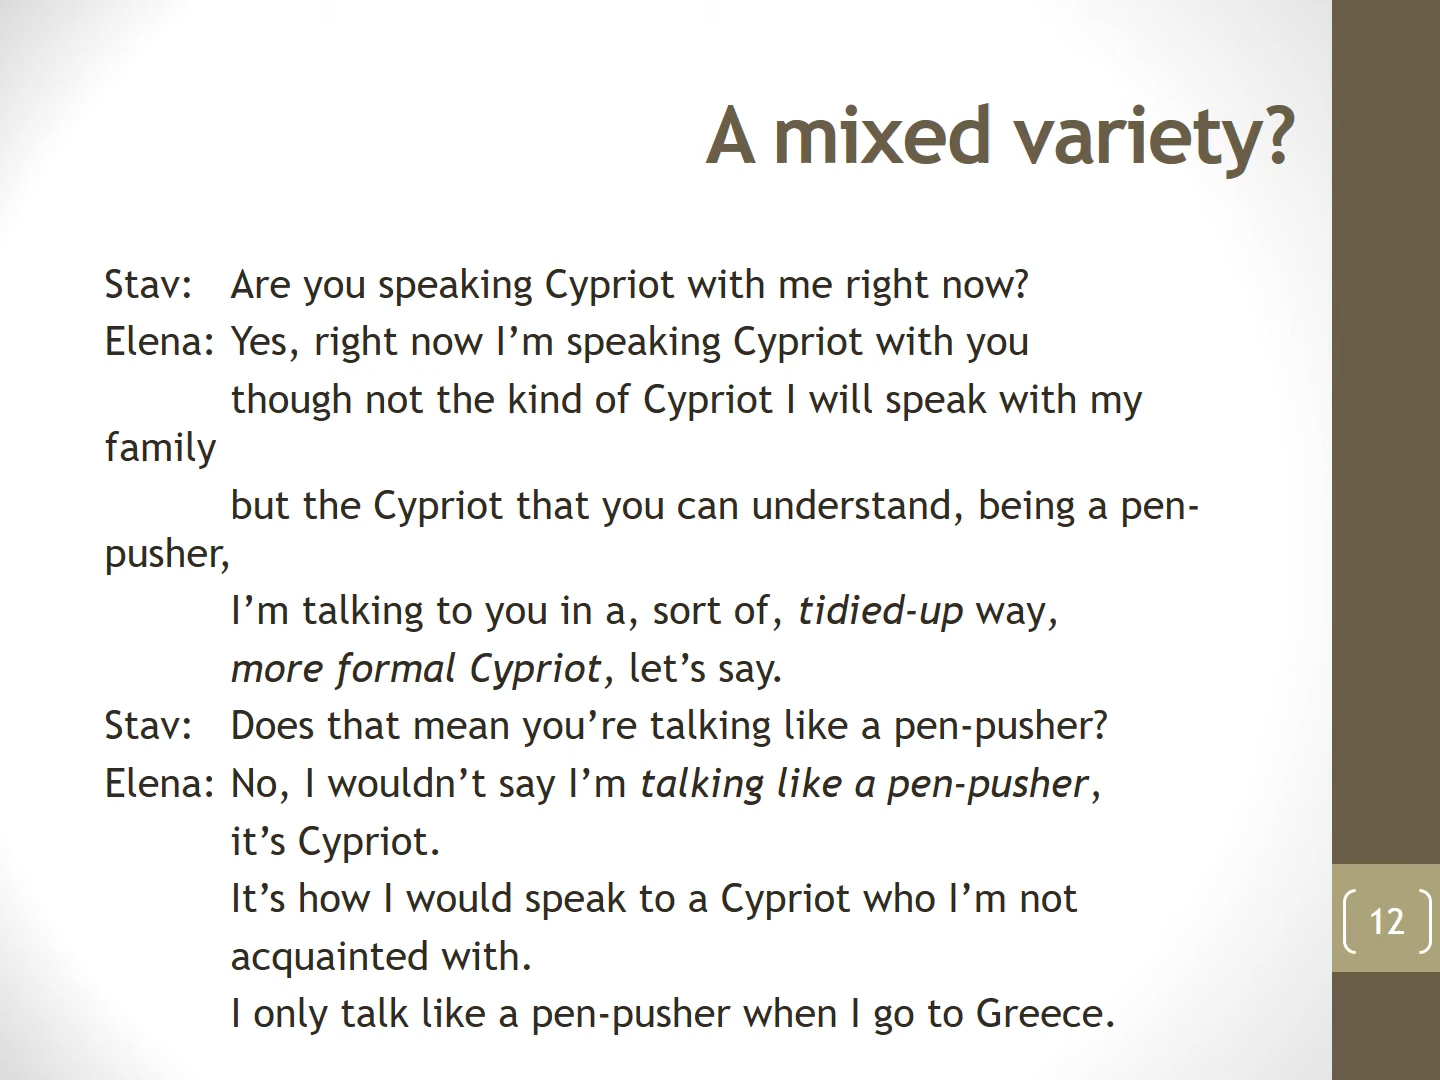 A mixed variety?
Stav: Are you speaking Cypriot with me right now?
Elena: Yes, right now I’m speaking Cypriot with you
though not the kind of Cypriot I will speak with my
family
but the Cypriot that you can understand, being a pen-
pusher,
I’m talking to you in a, sort of, tidied-up way,
more formal Cypriot, let’s say.
Stav: Does that mean you’re talking like a pen-pusher?
Elena: No, I wouldn’t say I’m talking like a pen-pusher,
it’s Cypriot.
It’s how I would speak to a Cypriot who I’m not
acquainted with.
I only talk like a pen-pusher when I go to Greece.
12